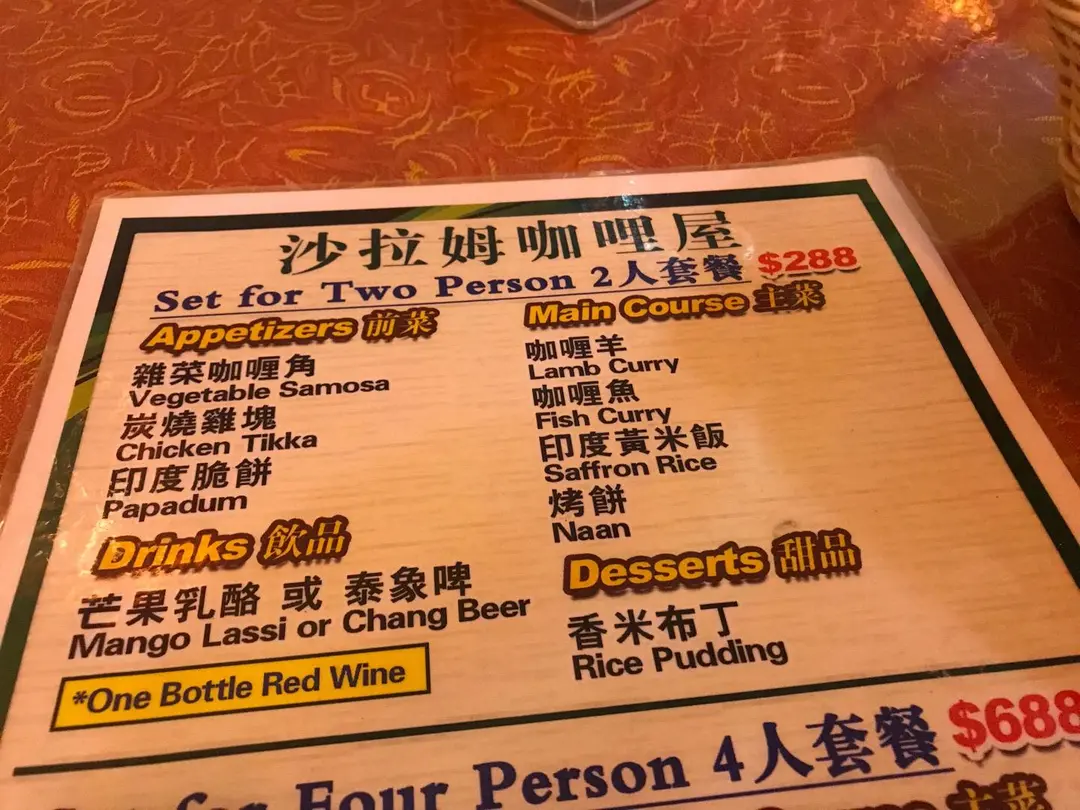 沙拉姆咖哩屋
Set for Two Person 2人套餐 $288
Appetizers 前菜
雜菜咖喱角
Vegetable Samosa
炭燒雞塊
Chicken Tikka
印度脆餅
Papadum
Drinks 飲品
芒果乳酪 或 泰象啤
Mango Lassi or Chang Beer
*One Bottle Red Wine
Main Course 主菜
咖喱羊
Lamb Curry
咖喱魚
Fish Curry
印度黃米飯
Saffron Rice
烤餅
Naan
Desserts 甜品
香米布丁
Rice Pudding
for Four Person 4人套餐 $688
主菜